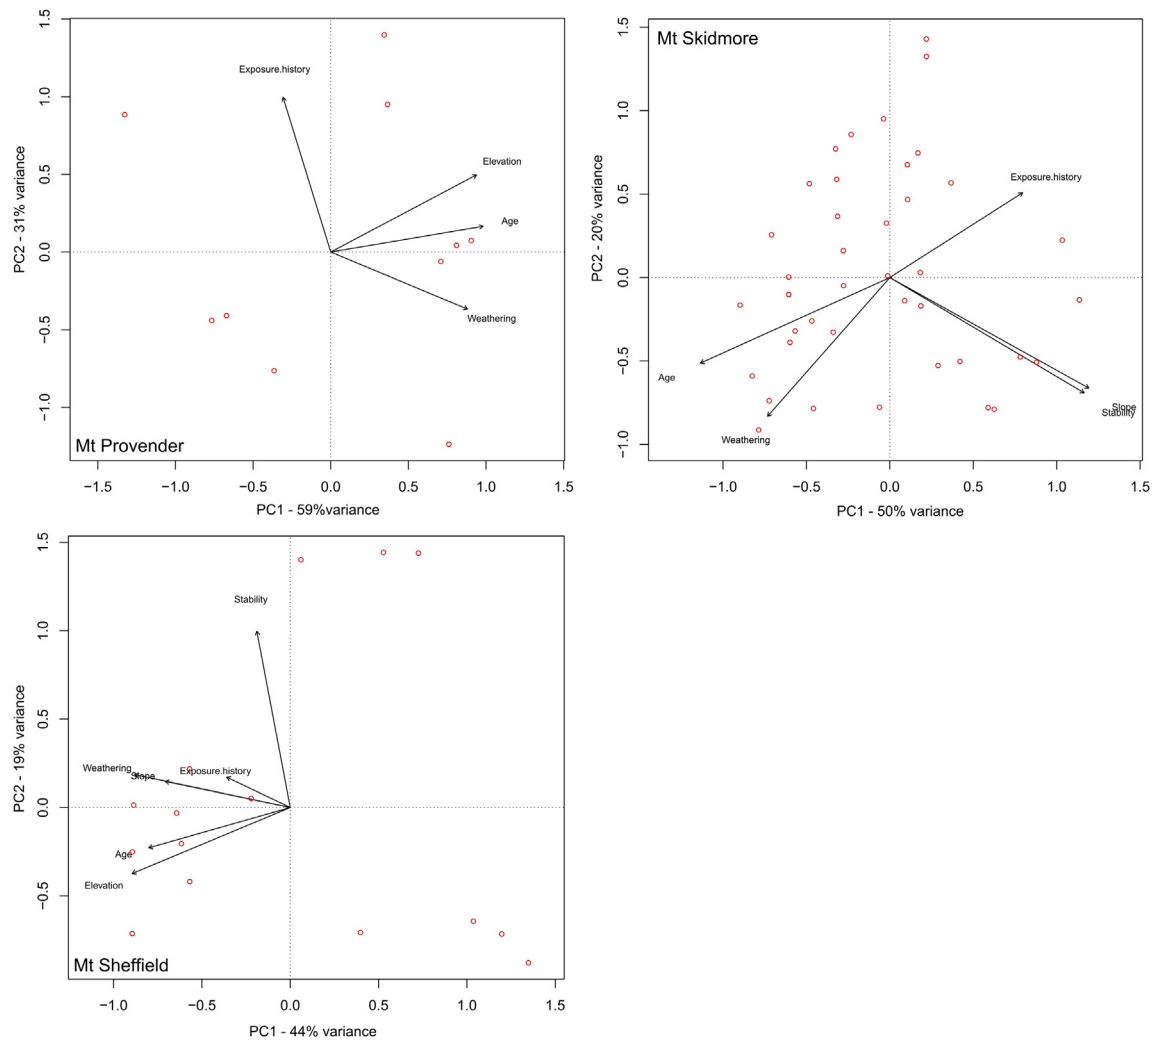 1.5
1.0
0.5
0.0
−0.5
−1.0
PC2 - 31% variance
Exposure.history
Elevation
Age
Weathering
Mt Provender
−1.5 −1.0 −0.5 0.0 0.5 1.0 1.5
PC1 - 59%variance
Mt Skidmore
1.5
1.0
0.5
0.0
−0.5
−1.0
PC2 - 20% variance
Exposure.history
Age
Weathering
Slope
Stability
−1.0 −0.5 0.0 0.5 1.0 1.5
PC1 - 50% variance
1.5
1.0
0.5
0.0
−0.5
PC2 - 19% variance
Stability
Weathering
Slope
Exposure.history
Age
Elevation
Mt Sheffield
−1.0 −0.5 0.0 0.5 1.0 1.5
PC1 - 44% variance